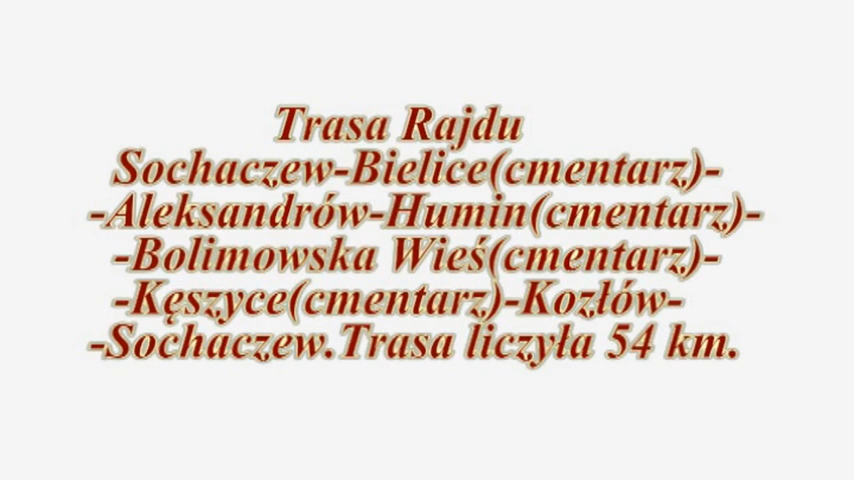 Trasa Rajdu
Sochaczew-Bielice(cmentarz)-
-Aleksandrów-Humin(cmentarz)-
-Bolimowska Wieś(cmentarz)-
-Kęszyce(cmentarz)-Kozłów-
-Sochaczew.Trasa liczyła 54 km.